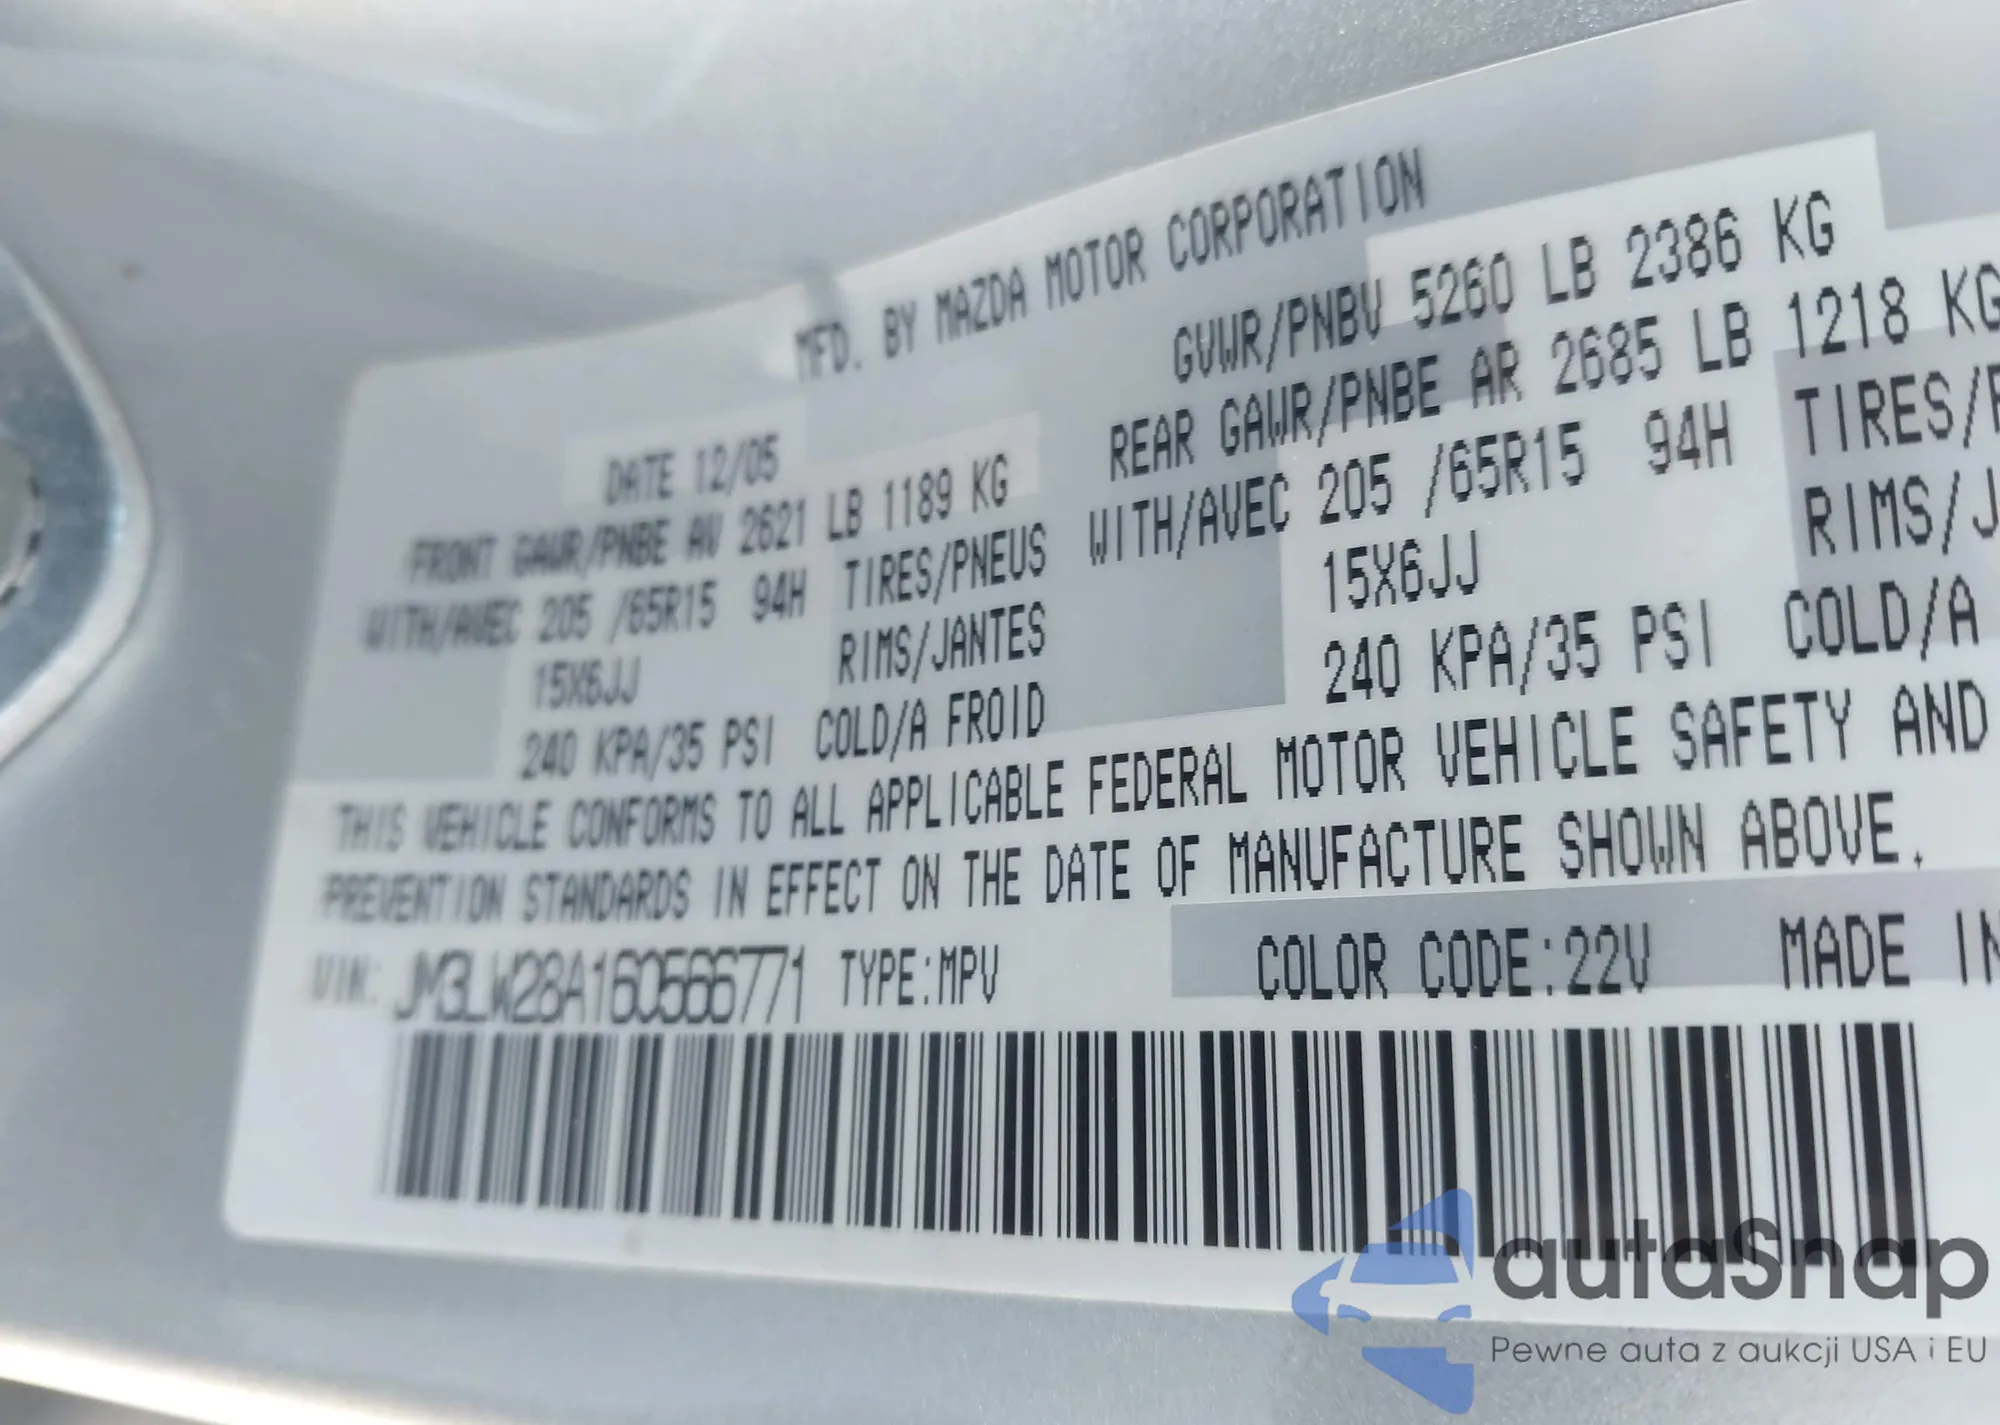 MFD. BY MAZDA MOTOR CORPORATION
DATE 12/05 GVWR/PNBV 5260 LB 2386 KG
FRONT GAWR/PNBE AV 2621 LB 1189 KG REAR GAWR/PNBE AR 2685 LB 1218 KG
WITH/AVEC 205 /65R15 94H TIRES/PNEUS WITH/AVEC 205 /65R15 94H TIRES/
15X6JJ RIMS/JANTES 15X6JJ RIMS/J
240 KPA/35 PSI COLD/A FROID 240 KPA/35 PSI COLD/A
THIS VEHICLE CONFORMS TO ALL APPLICABLE FEDERAL MOTOR VEHICLE SAFETY AND
PREVENTION STANDARDS IN EFFECT ON THE DATE OF MANUFACTURE SHOWN ABOVE.
VIN: JM3LW28A160566771 TYPE:MPV COLOR CODE:22V MADE IN
autaSnap
Pewne auta z aukcji USA i EU